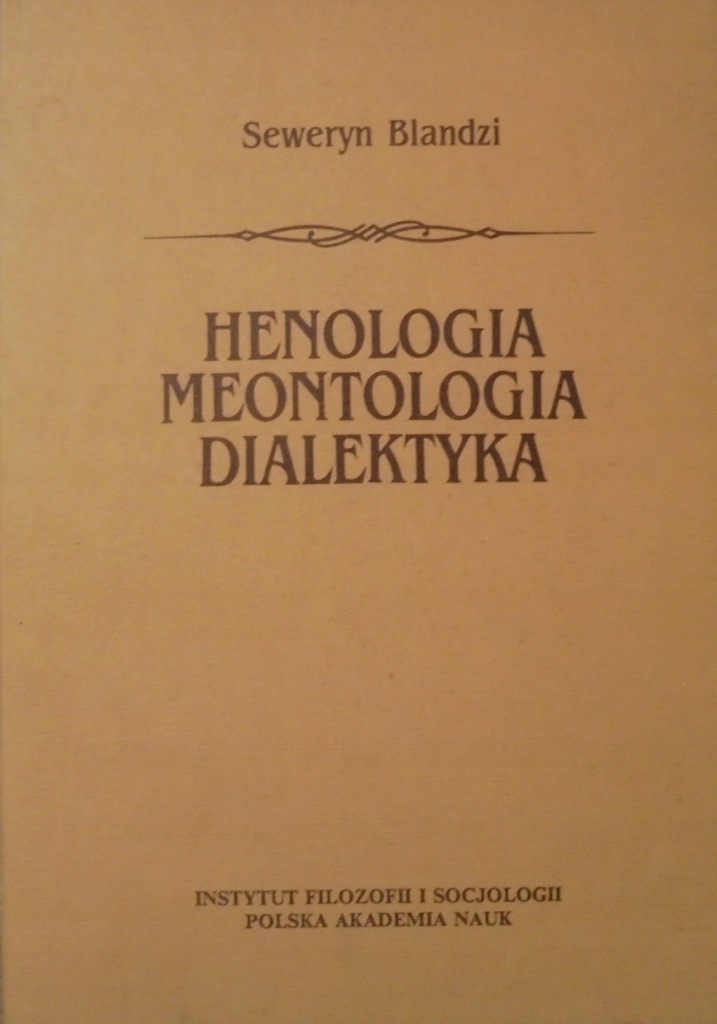 Seweryn Blandzi
HENOLOGIA
MEONTOLOGIA
DIALEKTYKA
INSTYTUT FILOZOFII I SOCJOLOGII
POLSKA AKADEMIA NAUK